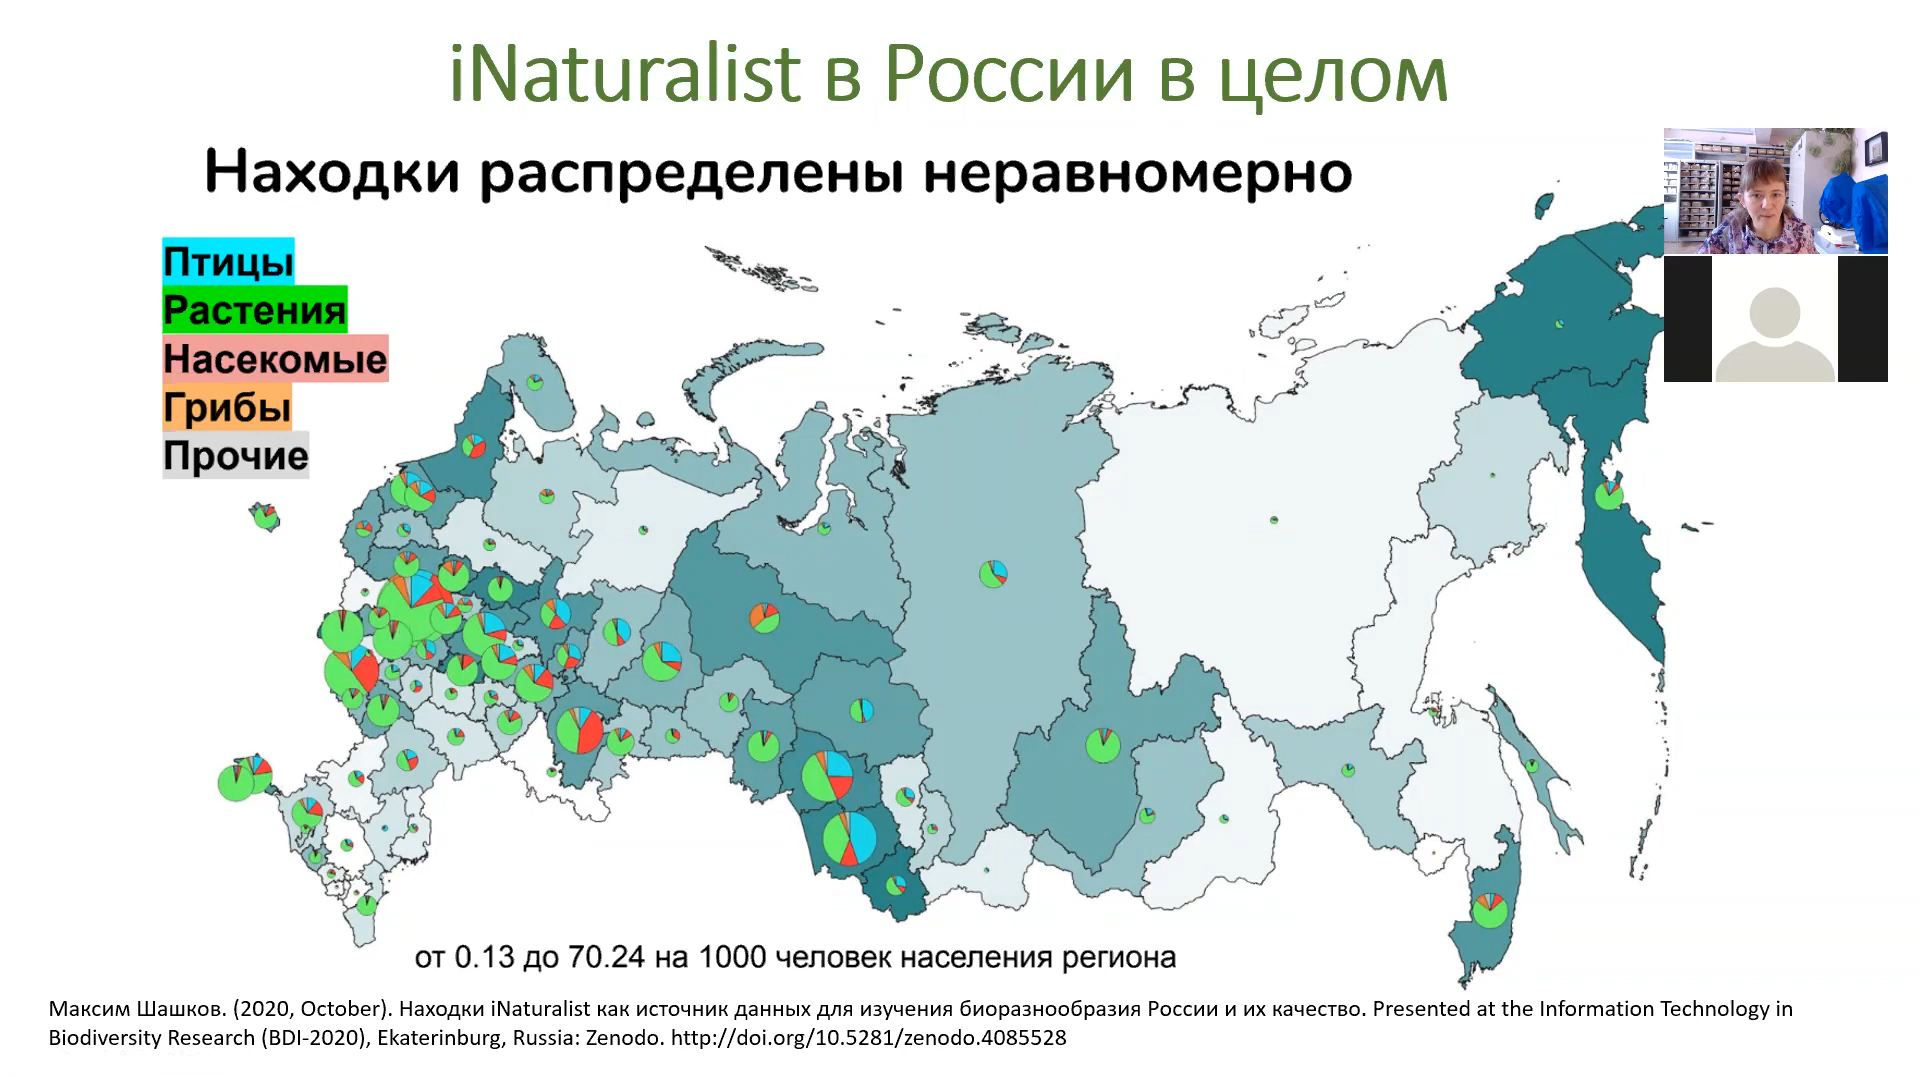 iNaturalist в России в целом
Находки распределены неравномерно
Птицы
Растения
Насекомые
Грибы
Прочие
от 0.13 до 70.24 на 1000 человек населения региона
Максим Шашков. (2020, October). Находки iNaturalist как источник данных для изучения биоразнообразия России и их качество. Presented at the Information Technology in
Biodiversity Research (BDI-2020), Ekaterinburg, Russia: Zenodo. http://doi.org/10.5281/zenodo.4085528